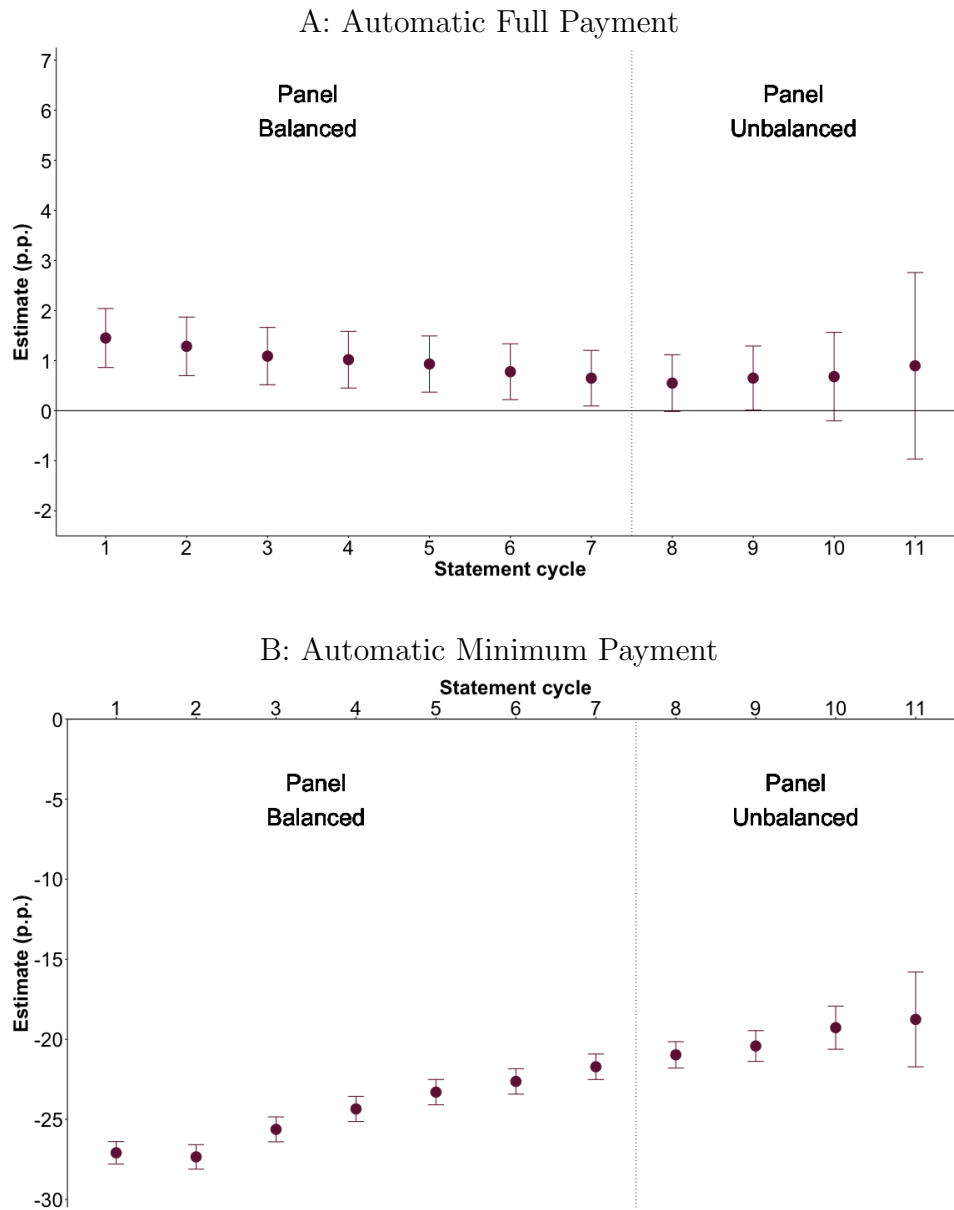 A: Automatic Full Payment
7
6
5
4
3
2
1
0
-1
-2
Estimate (p.p.)
Panel
Balanced
Panel
Unbalanced
1 2 3 4 5 6 7 8 9 10 11
Statement cycle
B: Automatic Minimum Payment
Statement cycle
1 2 3 4 5 6 7 8 9 10 11
0
-5
-10
-15
-20
-25
-30
Estimate (p.p.)
Panel
Balanced
Panel
Unbalanced